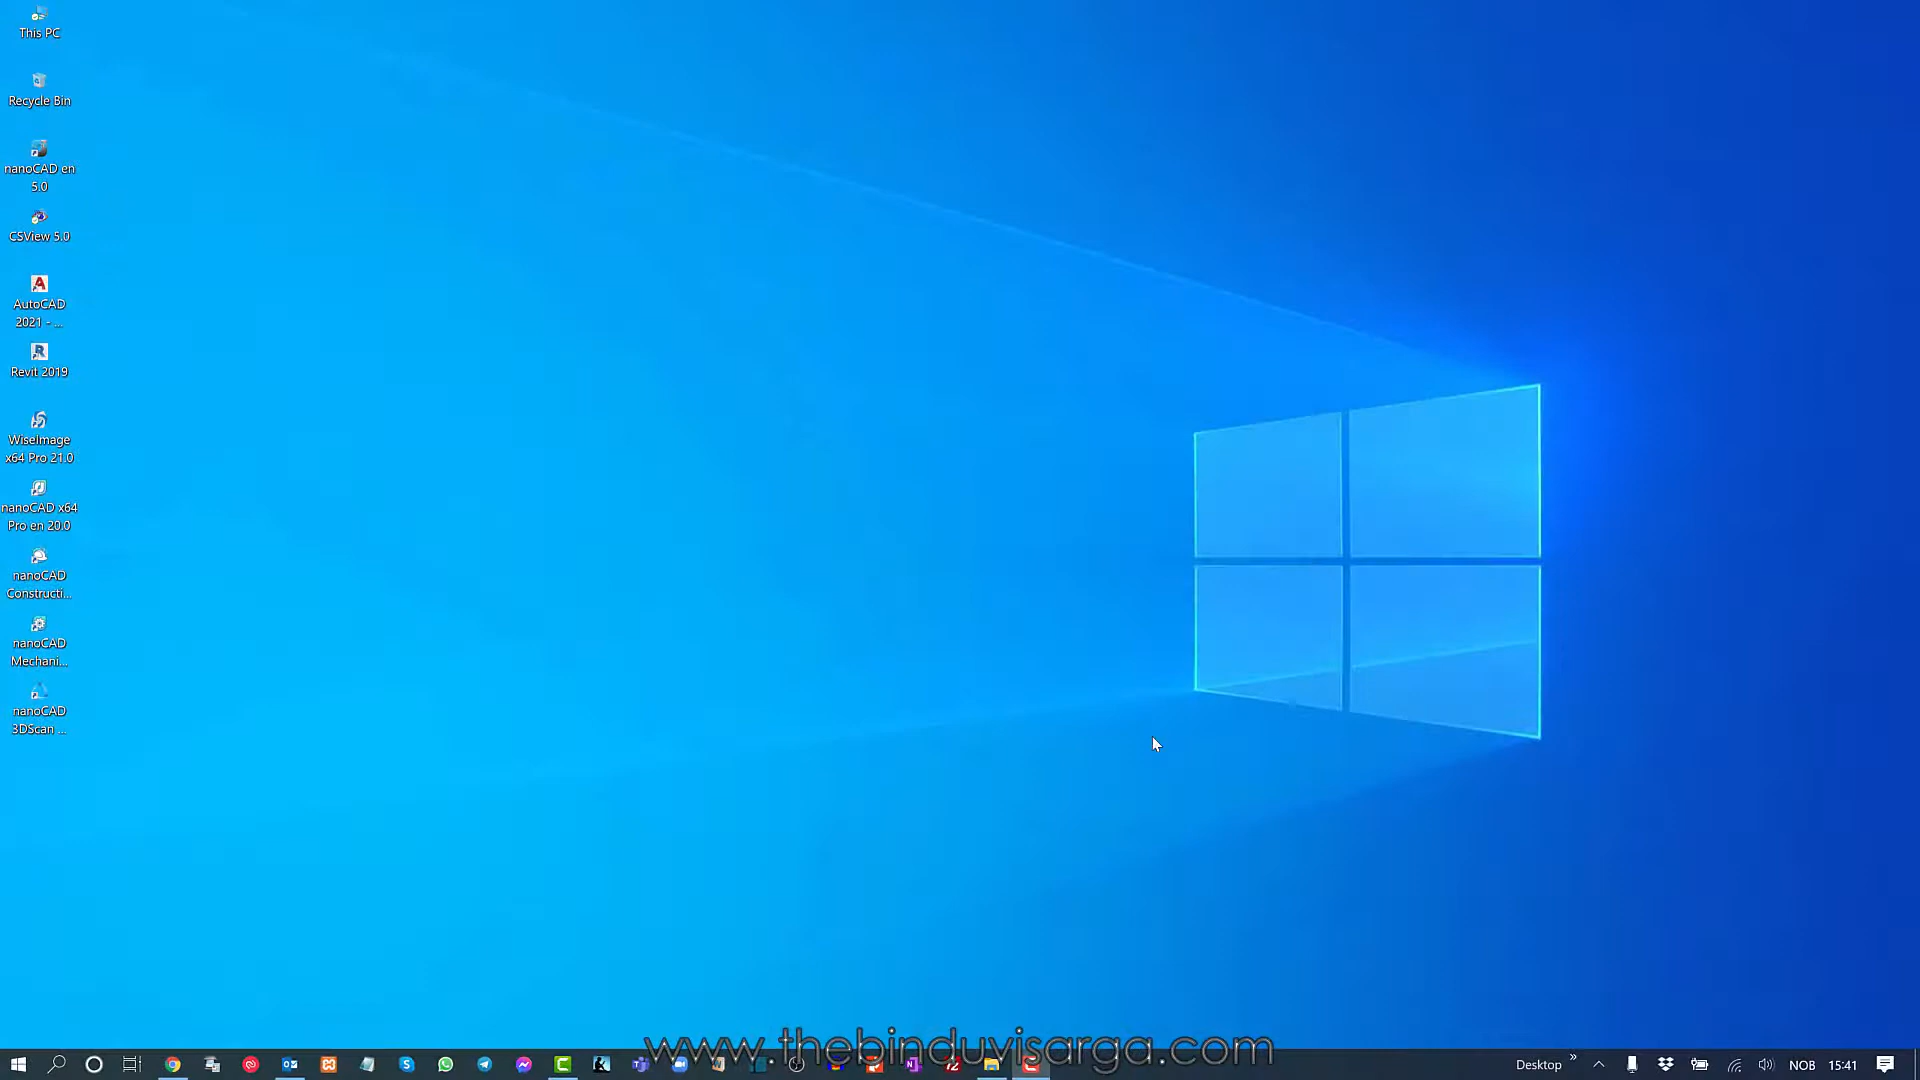 This PC
Recycle Bin
nanoCAD en
5.0
CSView 5.0
AutoCAD
2021 - ...
Revit 2019
WiseImage
x64 Pro 21.0
nanoCAD x64
Pro en 20.0
nanoCAD
Constructi...
nanoCAD
Mechani...
nanoCAD
3DScan ...
www.thebinduvisarga.com
Desktop
NOB
15:41